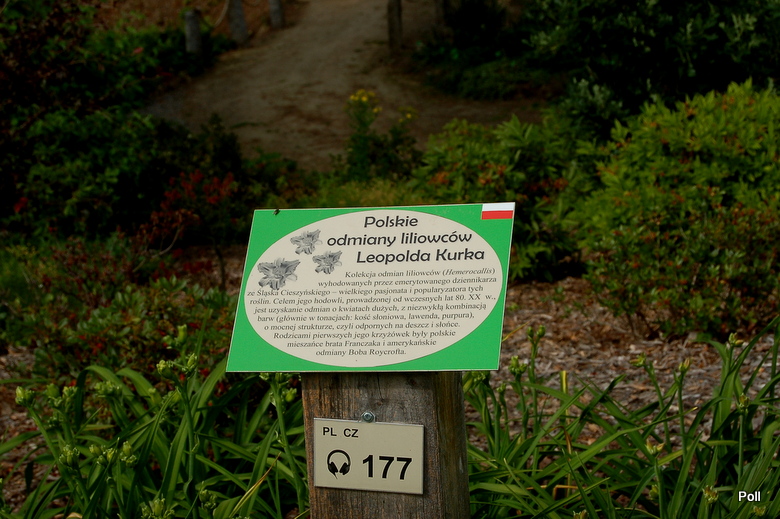 Polskie
odmiany liliowców
Leopolda Kurka
Kolekcja odmian liliowców (Hemerocallis)
wyhodowanych przez emerytowanego dziennikarza
ze Śląska Cieszyńskiego – wielkiego pasjonata i popularyzatora tych
roślin. Celem jego hodowli, prowadzonej od wczesnych lat 80. XX w.,
jest uzyskanie odmian o kwiatach dużych, z niezwykłą kombinacją
barw (głównie w tonacjach: kość słoniowa, lawenda, purpura),
o mocnej strukturze, czyli odpornych na deszcz i słońce.
Rodzicami pierwszych jego krzyżówek były polskie
mieszańce brata Franczaka i amerykańskie
odmiany Boba Roycrofta.
PL CZ
177
Poll